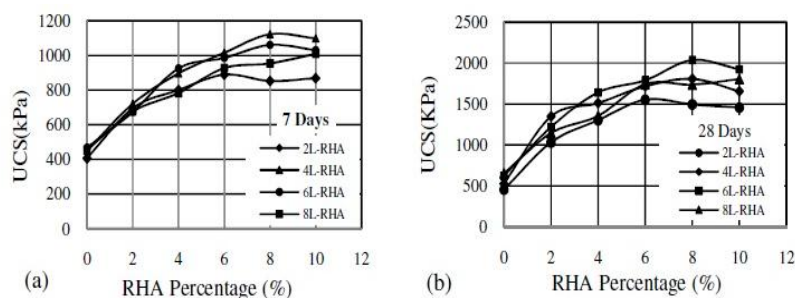 1200
1000
800
600
400
200
0
UCS(kPa)
7 Days
2L-RHA
4L-RHA
6L-RHA
8L-RHA
0 2 4 6 8 10 12
RHA Percentage (%)
(a)
2500
2000
1500
1000
500
0
UCS(KPa)
28 Days
2L-RHA
4L-RHA
6L-RHA
8L-RHA
0 2 4 6 8 10 12
RHA Percentage (%)
(b)